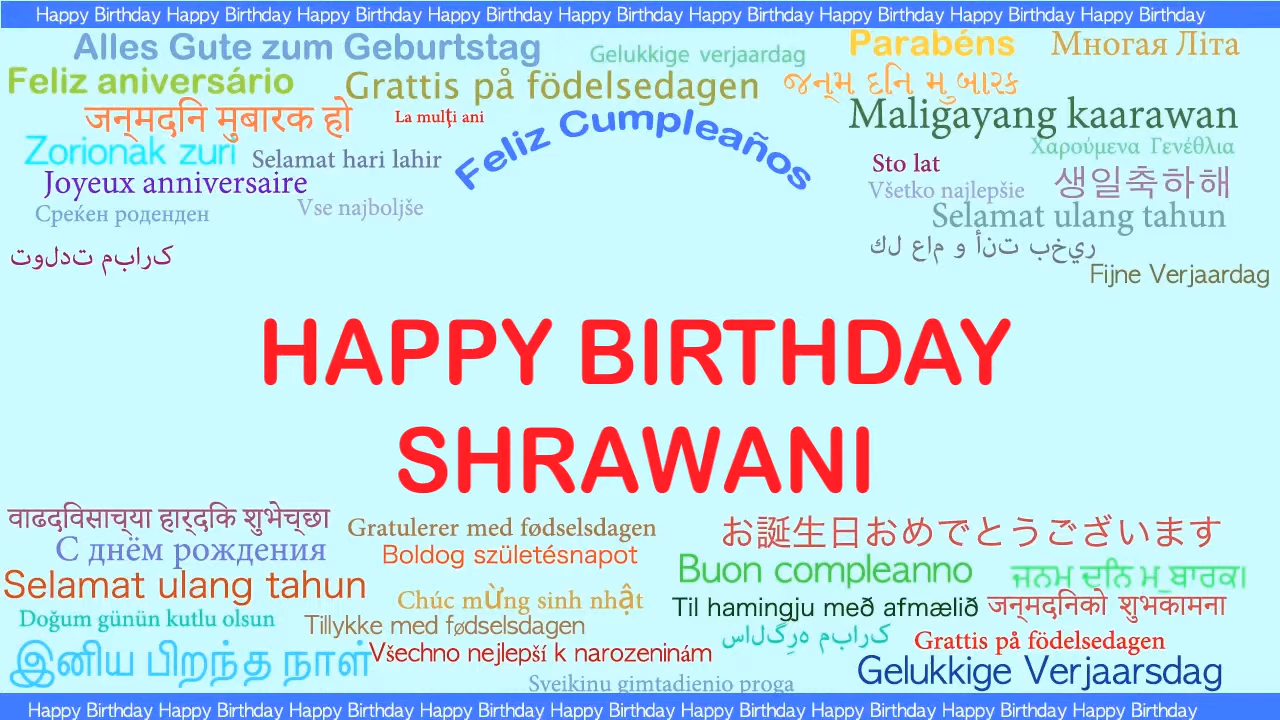 Happy Birthday Happy Birthday Happy Birthday Happy Birthday Happy Birthday Happy Birthday Happy Birthday Happy Birthday Happy Birthday
Alles Gute zum Geburtstag
Gelukkige verjaardag
Parabéns
Многая Літа
Feliz aniversário
Grattis på födelsedagen
જન્મ દનિ મુબારક
जन्मदनि मुबारक हो
La mulţi ani
Feliz Cumpleaños
Maligayang kaarawan
Zorionak zuri
Selamat hari lahir
Χαρούμενα Γενέθλια
Sto lat
Joyeux anniversaire
Všetko najlepšie
생일축하해
Среќен роденден
Vse najboljše
Selamat ulang tahun
تولدت مبارک
كل عام و أنت بخير
Fijne Verjaardag
HAPPY BIRTHDAY
SHRAWANI
वाढदविसाच्या हार्दकि शुभेच्छा
Gratulerer med fødselsdagen
お誕生日おめでとうございます
С днём рождения
Boldog születésnapot
Buon compleanno
ਜਨਮ ਦਨਿ ਮੁਬਾਰਕ।
Selamat ulang tahun
Chúc mừng sinh nhật
Til hamingju með afmælið
जन्मदनिको शुभकामना
Doğum günün kutlu olsun
Tillykke med fødselsdagen
سالگرہ مبارک
Grattis på födelsedagen
இனிய பிறந்த நாள்
Všechno nejlepší k narozeninám
Gelukkige Verjaarsdag
Sveikinu gimtadienio proga
Happy Birthday Happy Birthday Happy Birthday Happy Birthday Happy Birthday Happy Birthday Happy Birthday Happy Birthday Happy Birthday